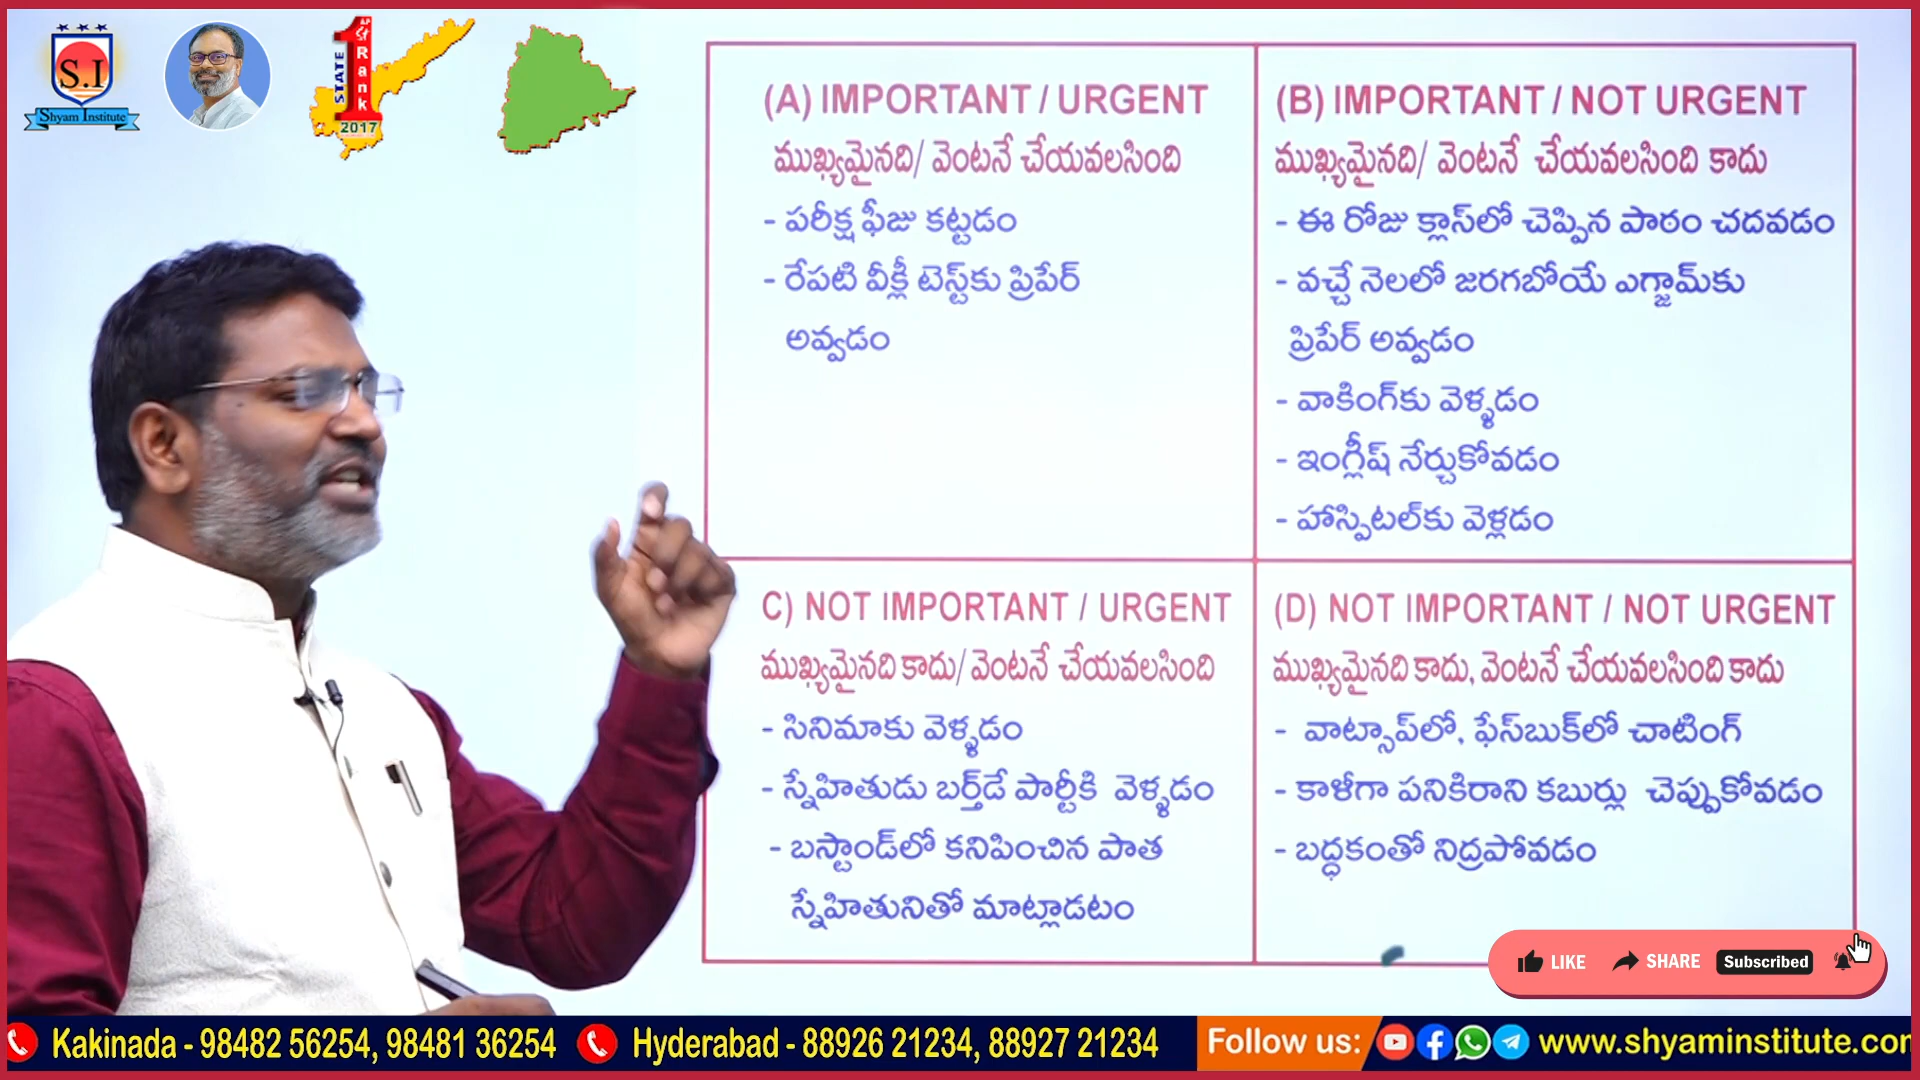 S.I
Shyam Institute
STATE
1
AP
St
Rank
2017
(A) IMPORTANT / URGENT
ముఖ్యమైనది/ వెంటనే చేయవలసింది
- పరీక్ష ఫీజు కట్టడం
- రేపటి వీక్లీ టెస్ట్‌కు ప్రిపేర్
అవ్వడం
(B) IMPORTANT / NOT URGENT
ముఖ్యమైనది/ వెంటనే చేయవలసింది కాదు
- ఈ రోజు క్లాస్‌లో చెప్పిన పాఠం చదవడం
- వచ్చే నెలలో జరగబోయే ఎగ్జామ్‌కు
ప్రిపేర్ అవ్వడం
- వాకింగ్‌కు వెళ్ళడం
- ఇంగ్లీష్ నేర్చుకోవడం
- హాస్పిటల్‌కు వెళ్లడం
C) NOT IMPORTANT / URGENT
ముఖ్యమైనది కాదు/ వెంటనే చేయవలసింది
- సినిమాకు వెళ్ళడం
- స్నేహితుడు బర్త్‌డే పార్టీకి వెళ్ళడం
- బస్టాండ్‌లో కనిపించిన పాత
స్నేహితునితో మాట్లాడటం
(D) NOT IMPORTANT / NOT URGENT
ముఖ్యమైనది కాదు, వెంటనే చేయవలసింది కాదు
- వాట్సాప్‌లో, ఫేస్‌బుక్‌లో చాటింగ్
- కాళీగా పనికిరాని కబుర్లు చెప్పుకోవడం
- బద్ధకంతో నిద్రపోవడం
LIKE SHARE Subscribed
Kakinada - 98482 56254, 98481 36254 Hyderabad - 88926 21234, 88927 21234 Follow us: www.shyaminstitute.com